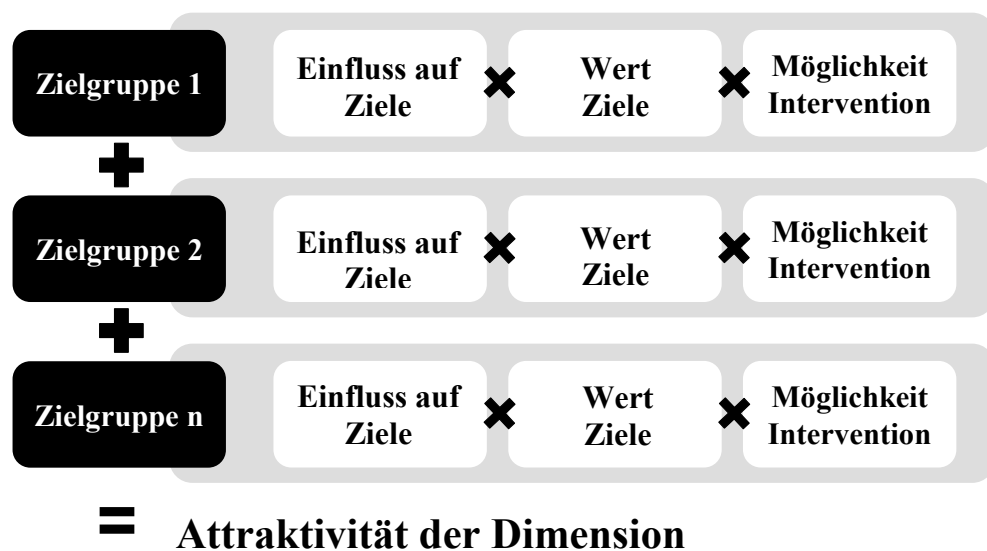 Zielgruppe 1
Einfluss auf
Ziele
×
Wert
Ziele
×
Möglichkeit
Intervention
+
Zielgruppe 2
Einfluss auf
Ziele
×
Wert
Ziele
×
Möglichkeit
Intervention
+
Zielgruppe n
Einfluss auf
Ziele
×
Wert
Ziele
×
Möglichkeit
Intervention
= Attraktivität der Dimension